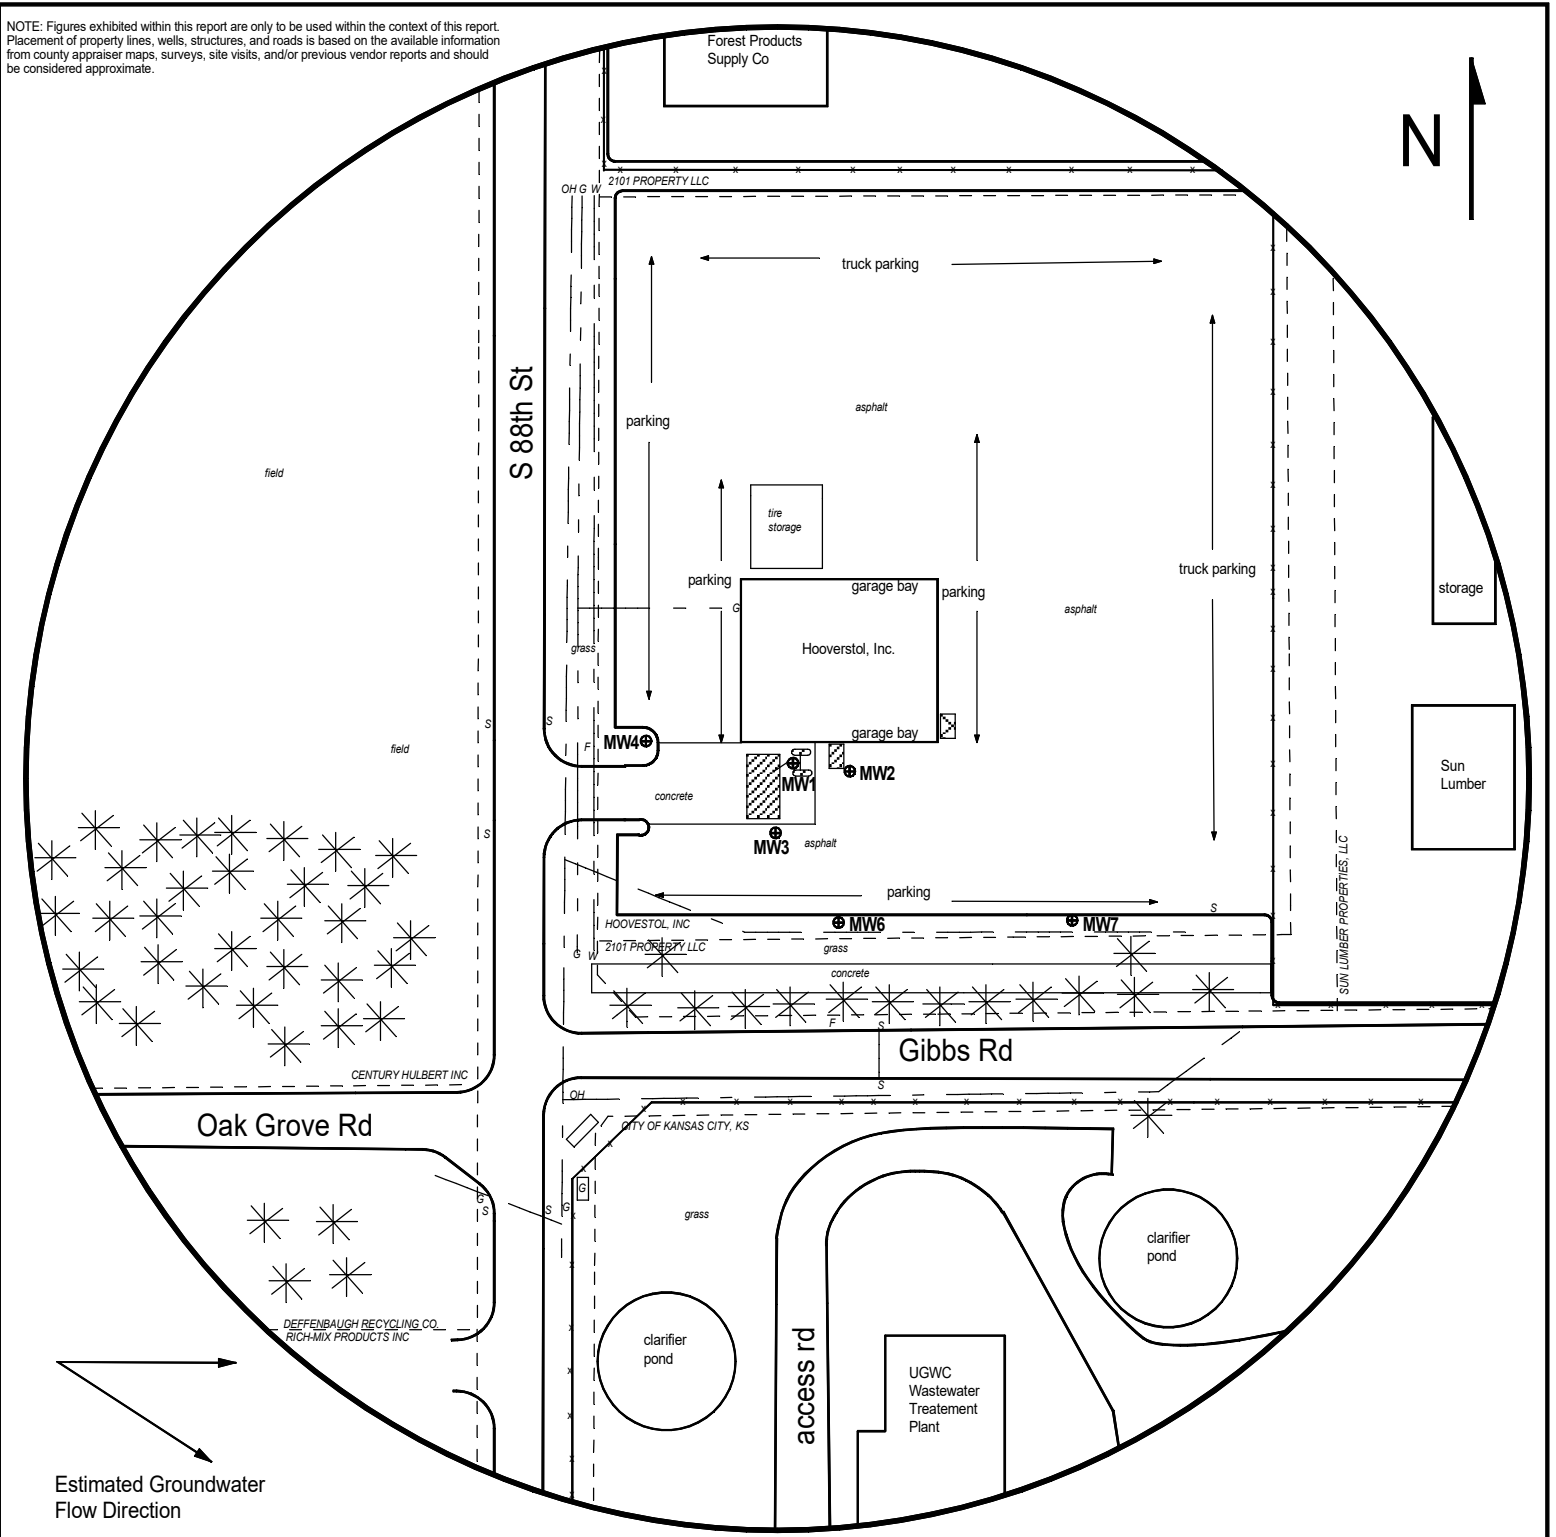 NOTE: Figures exhibited within this report are only to be used within the context of this report.
Placement of property lines, wells, structures, and roads is based on the available information
from county appraiser maps, surveys, site visits, and/or previous vendor reports and should
be considered approximate.
Forest Products
Supply Co
N
OH G W
2101 PROPERTY LLC
truck parking
S 88th St
parking
asphalt
field
tire
storage
parking
garage bay
parking
truck parking
storage
G
asphalt
grass
Hooverstol, Inc.
S
S
field
F
MW4
garage bay
MW1
MW2
Sun
Lumber
concrete
S
MW3
asphalt
parking
S
HOOVESTOL, INC
MW6
MW7
2101 PROPERTY LLC
G W
grass
concrete
SUN LUMBER PROPERTIES, LLC
F
S
Gibbs Rd
CENTURY HULBERT INC
S
OH
Oak Grove Rd
CITY OF KANSAS CITY, KS
G
G
S
S
G
grass
clarifier
pond
DEFFENBAUGH RECYCLING CO.
RICH-MIX PRODUCTS INC
clarifier
pond
access rd
UGWC
Wastewater
Treatement
Plant
Estimated Groundwater
Flow Direction